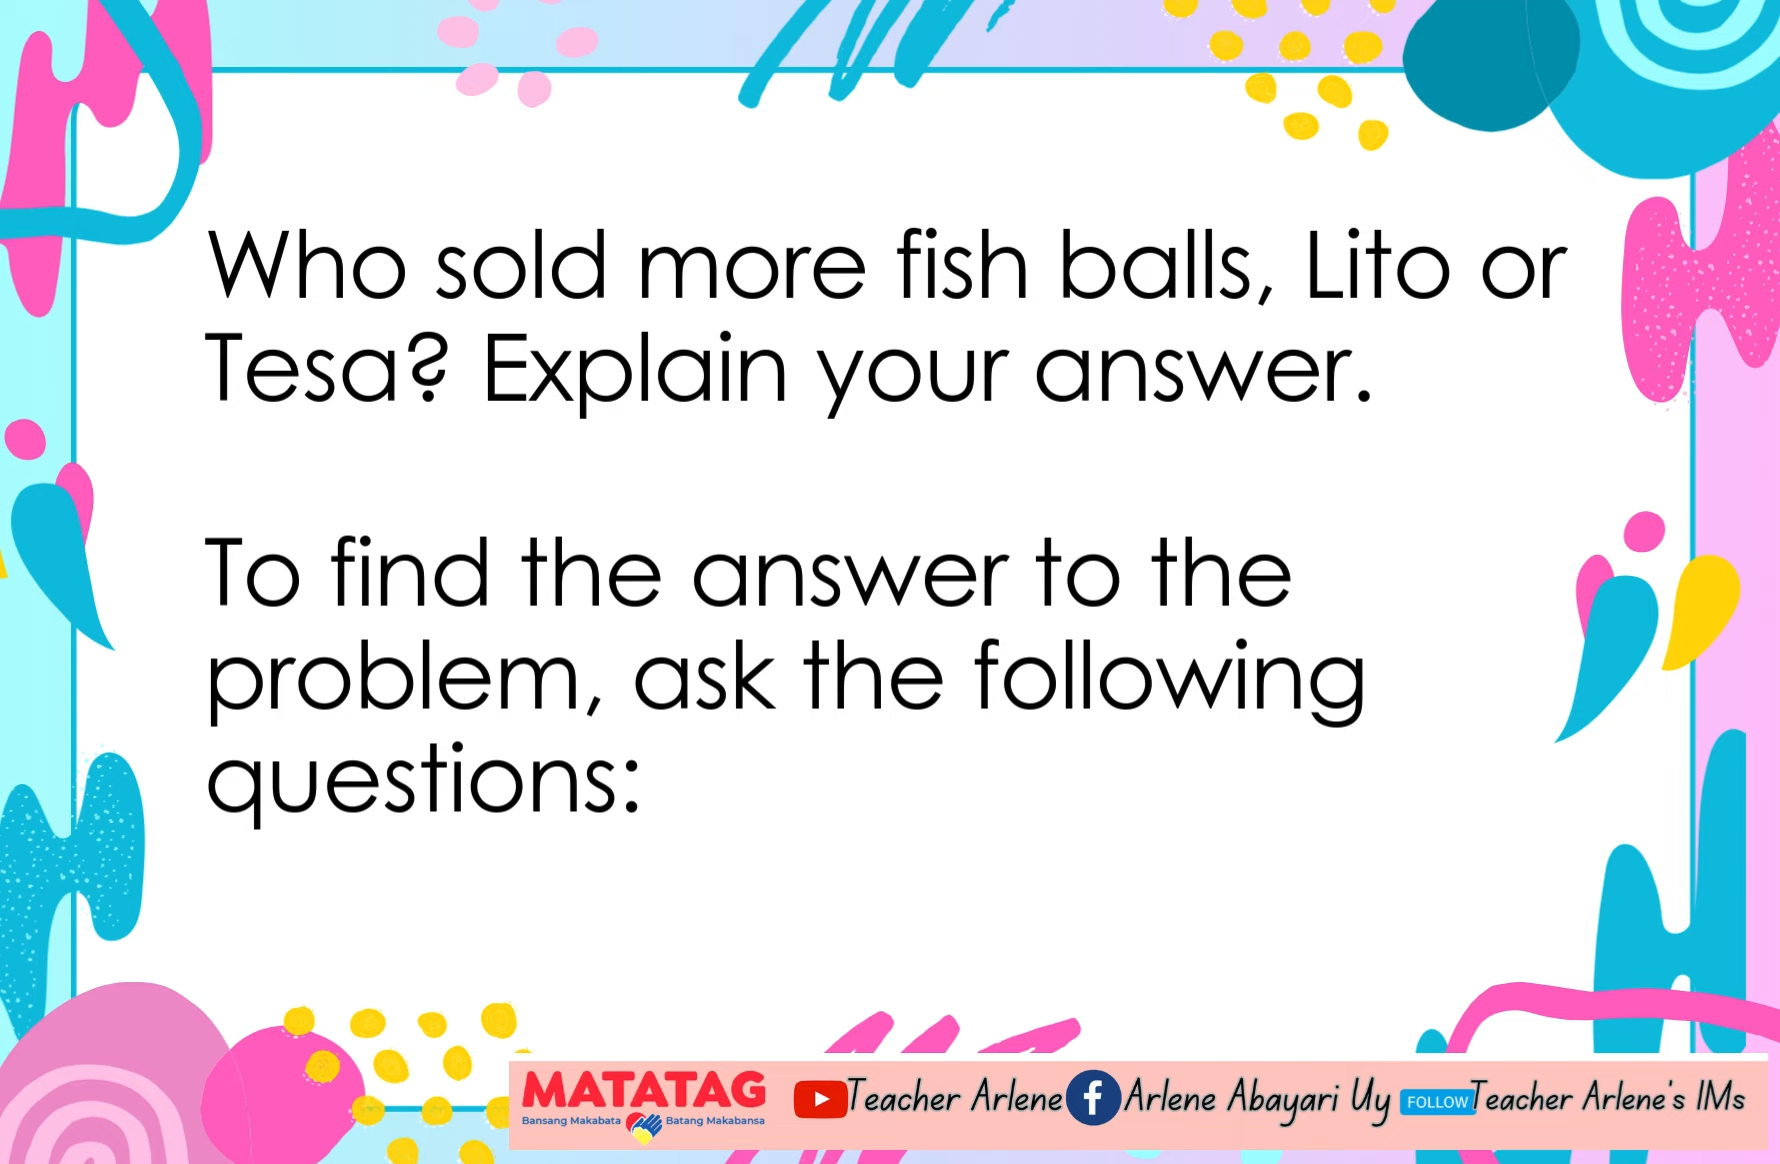 Who sold more fish balls, Lito or
Tesa? Explain your answer.
To find the answer to the
problem, ask the following
questions:
MATATAG
Bansang Makabata Batang Makabansa
Teacher Arlene Arlene Abayari Uy FOLLOW Teacher Arlene's IMs